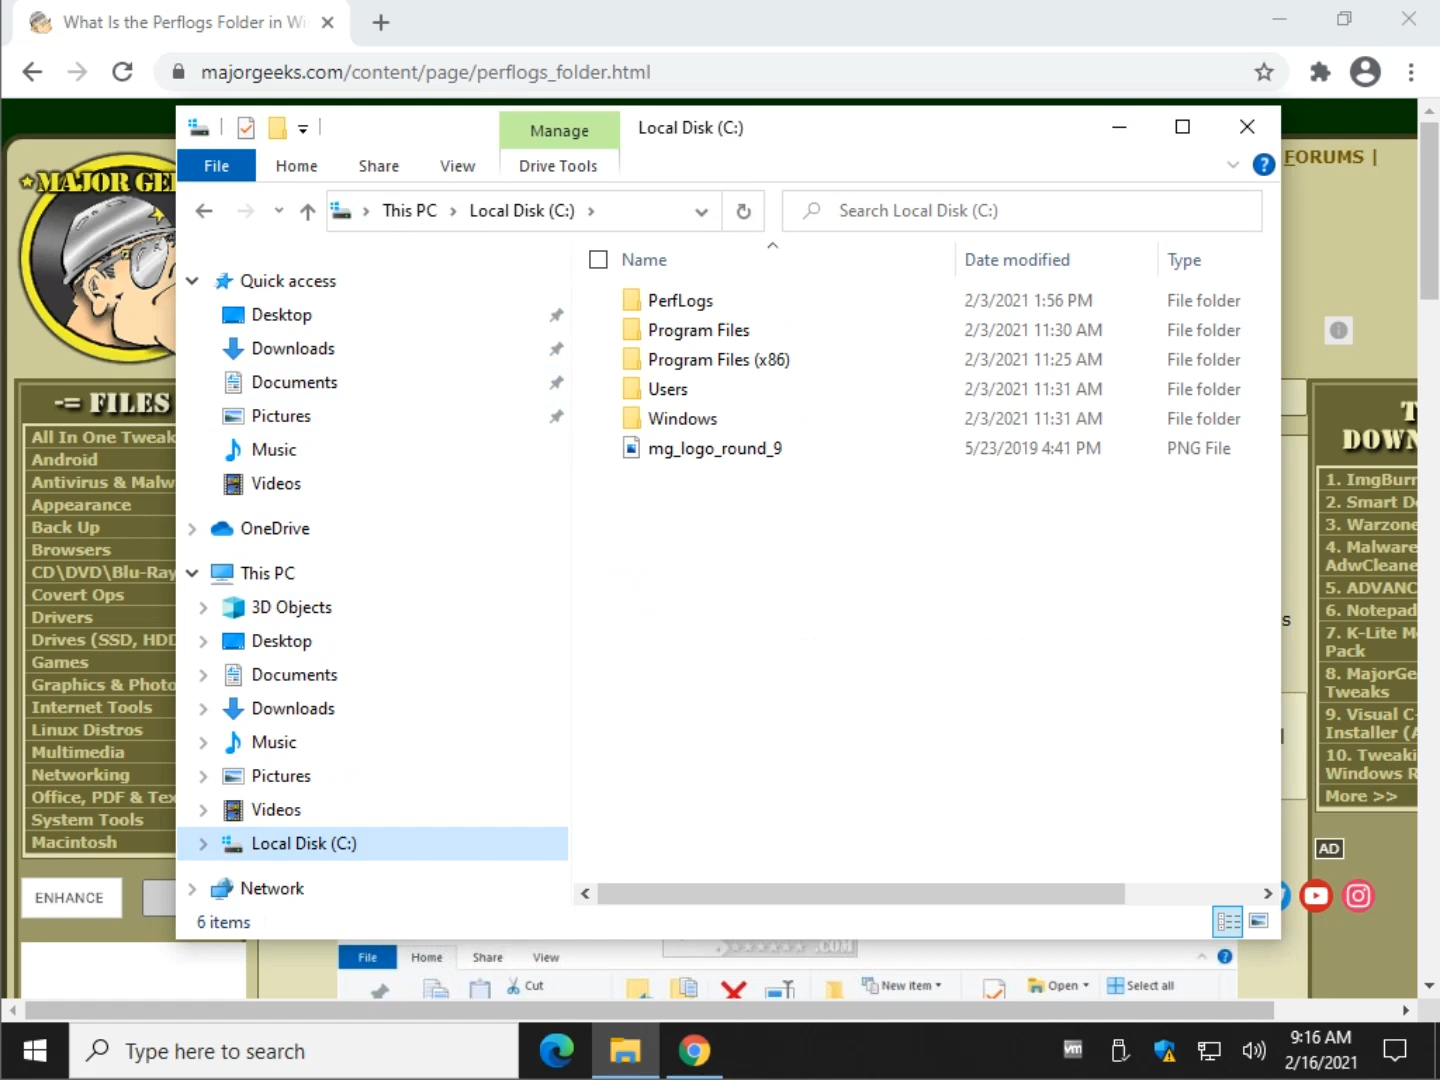 What Is the Perflogs Folder in Wi
majorgeeks.com/content/page/perflogs_folder.html
Manage
Local Disk (C:)
File
Home
Share
View
Drive Tools
FORUMS |
This PC
Local Disk (C:)
Search Local Disk (C:)
Name
Date modified
Type
PerfLogs
2/3/2021 1:56 PM
File folder
Program Files
2/3/2021 11:30 AM
File folder
Program Files (x86)
2/3/2021 11:25 AM
File folder
Users
2/3/2021 11:31 AM
File folder
Windows
2/3/2021 11:31 AM
File folder
mg_logo_round_9
5/23/2019 4:41 PM
PNG File
Quick access
Desktop
Downloads
Documents
Pictures
Music
Videos
OneDrive
This PC
3D Objects
Desktop
Documents
Downloads
Music
Pictures
Videos
Local Disk (C:)
Network
6 items
MAJOR GE
-= FILES
All In One Tweak
Android
Antivirus & Malw
Appearance
Back Up
Browsers
CD\DVD\Blu-Ray
Covert Ops
Drivers
Drives (SSD, HDD
Games
Graphics & Photo
Internet Tools
Linux Distros
Multimedia
Networking
Office, PDF & Tex
System Tools
Macintosh
ENHANCE
T
DOWN
1. ImgBurn
2. Smart De
3. Warzone
4. Malware
AdwCleane
5. ADVANC
6. Notepad
7. K-Lite M
Pack
8. MajorGe
Tweaks
9. Visual C
Installer (A
10. Tweaki
Windows R
More >>
s
AD
.COM
File
Home
Share
View
Cut
New item
Open
Select all
Type here to search
vm
9:16 AM
2/16/2021